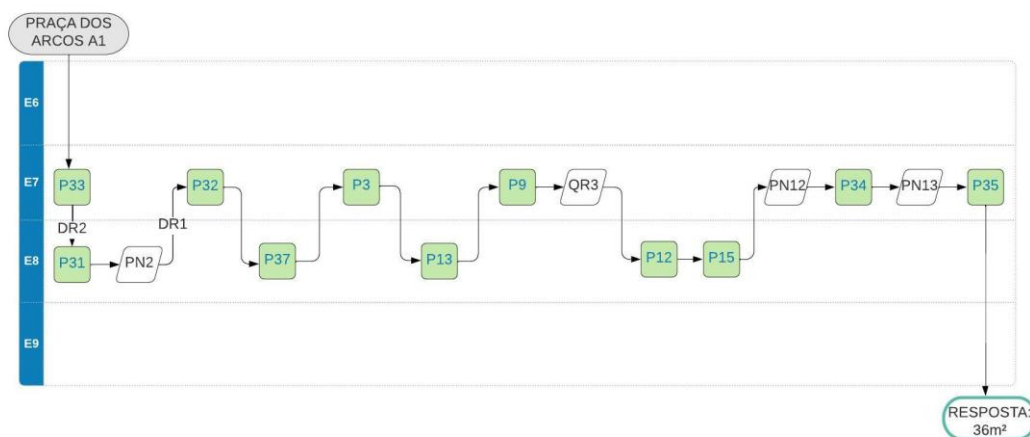 PRAÇA DOS
ARCOS A1
E6
E7
P33
P32
P3
P9
QR3
PN12
P34
PN13
P35
DR2
DR1
E8
P31
PN2
P37
P13
P12
P15
E9
RESPOSTA:
36m²